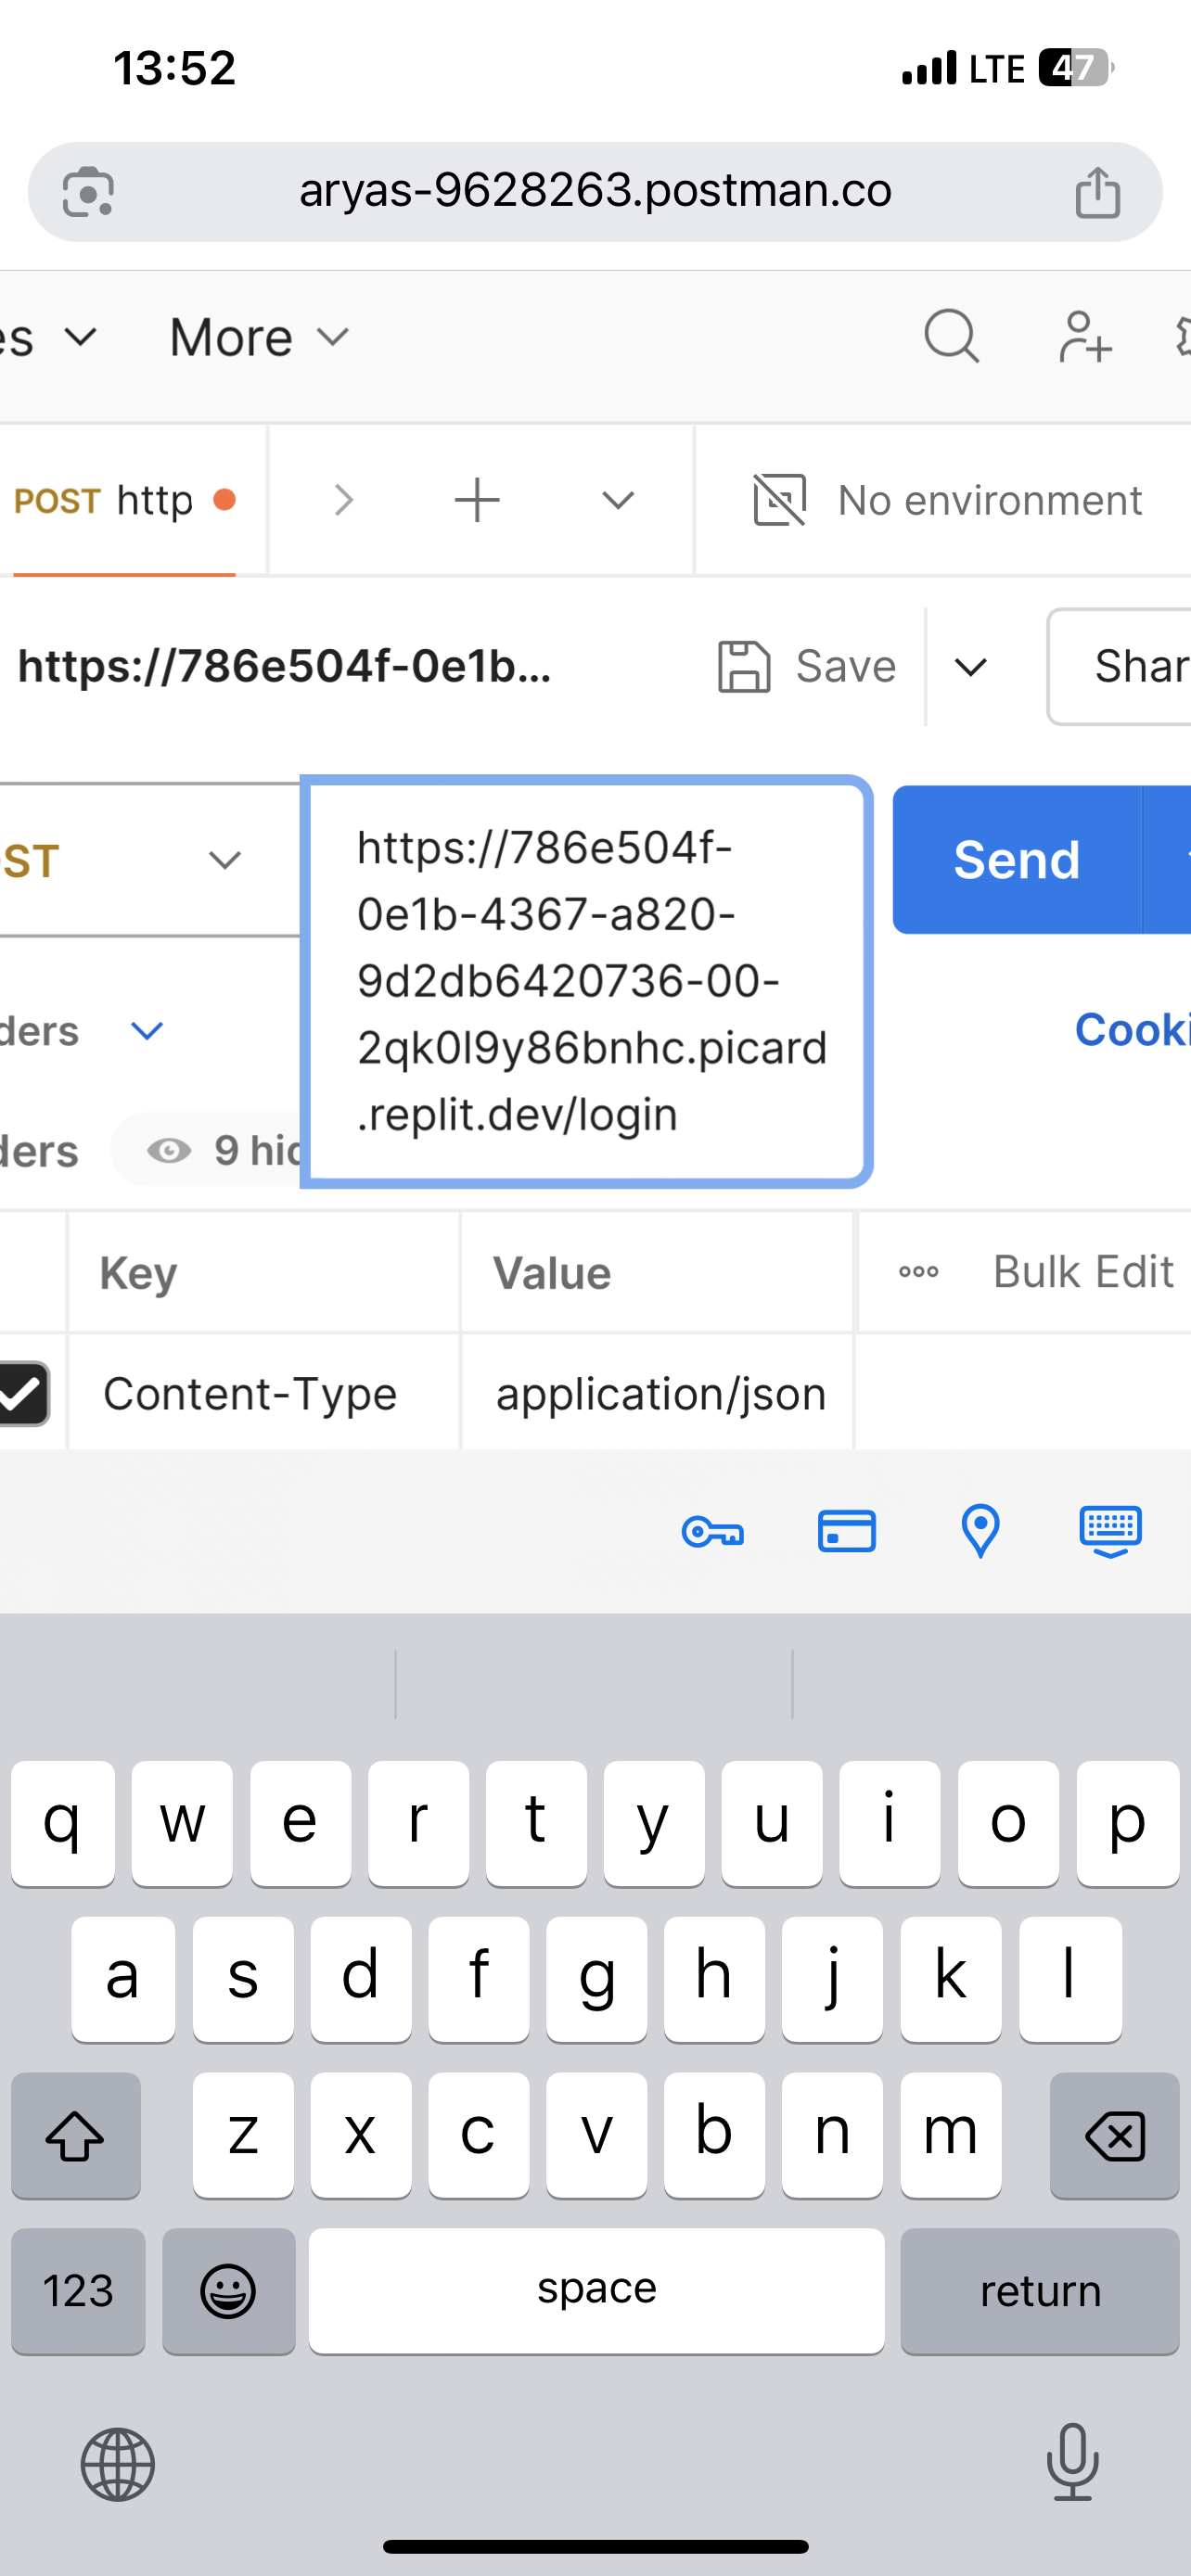 13:52 LTE 47
aryas-9628263.postman.co
es More
POST http No environment
https://786e504f-0e1b... Save Shar
OST https://786e504f-
0e1b-4367-a820-
9d2db6420736-00-
2qk0l9y86bnhc.picard
.replit.dev/login
Send
ders Cooki
ders 9 hid
Key Value Bulk Edit
Content-Type application/json
q w e r t y u i o p
a s d f g h j k l
z x c v b n m
123 space return